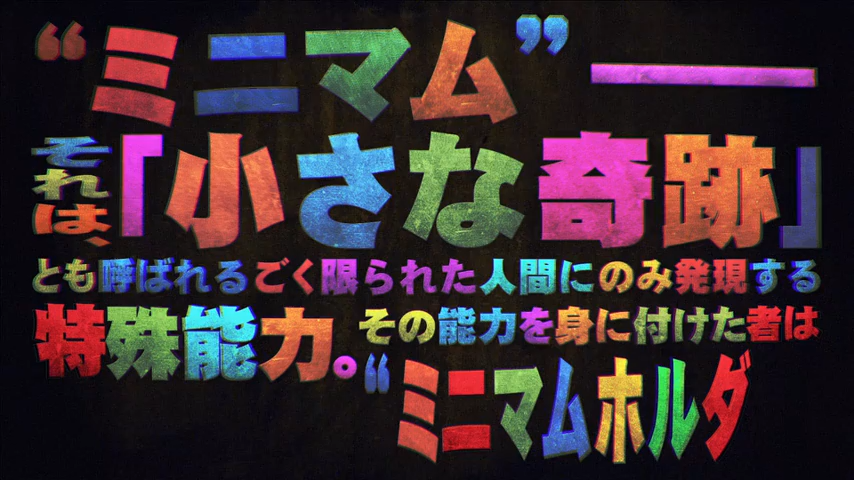 “ミニマム”――
それは、「小さな奇跡」
とも呼ばれるごく限られた人間にのみ発現する
特殊能力。その能力を身に付けた者は
“ミニマムホルダ